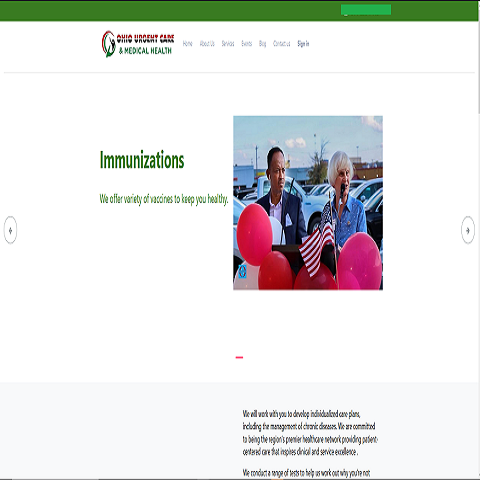 OHIO URGENT CARE
& MEDICAL HEALTH
Home About Us Services Events Blog Contact us Sign in
Immunizations
We offer variety of vaccines to keep you healthy.
We will work with you to develop individualized care plans,
including the management of chronic diseases. We are committed
to being the region's premier healthcare network providing patient-
centered care that inspires clinical and service excellence .
We conduct a range of tests to help us work out why you're not